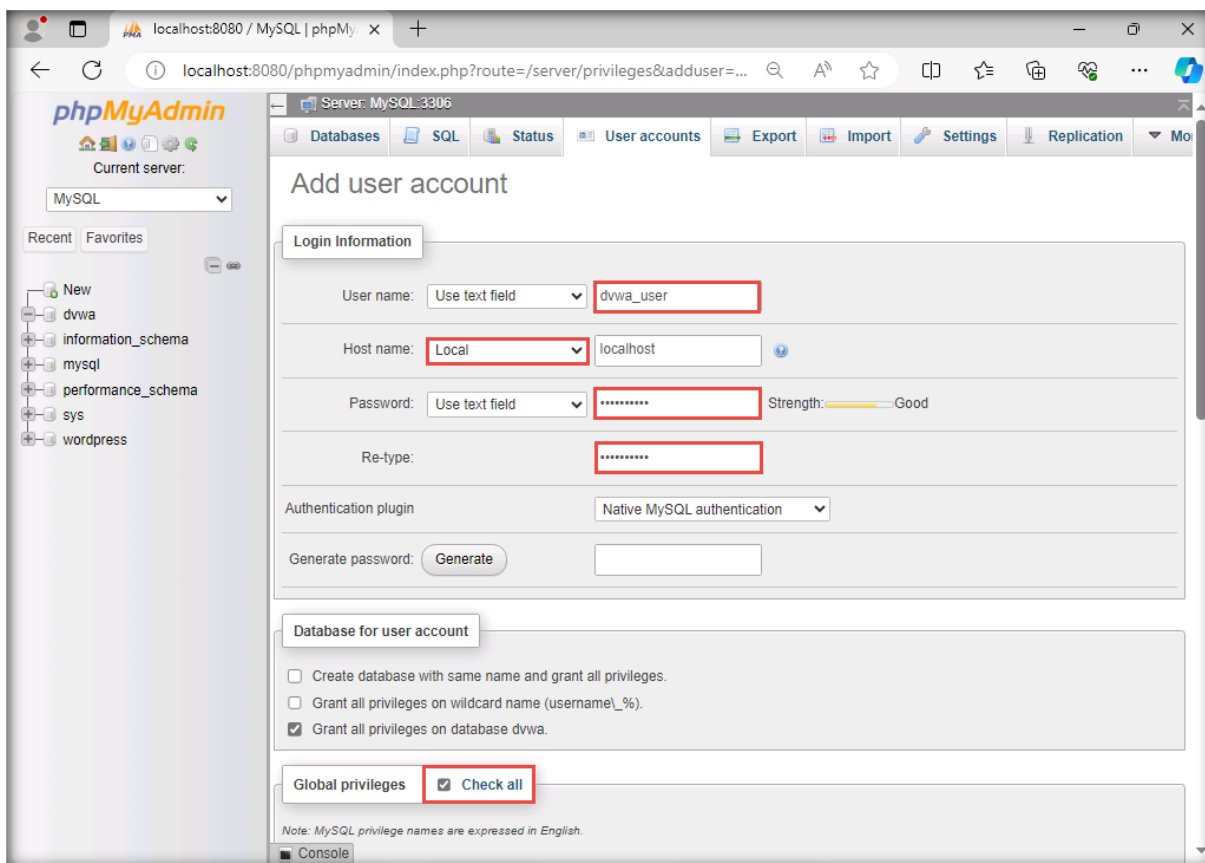 localhost:8080 / MySQL | phpMy
localhost:8080/phpmyadmin/index.php?route=/server/privileges&adduser=...
phpMyAdmin
Current server:
MySQL
Recent Favorites
New
dvwa
information_schema
mysql
performance_schema
sys
wordpress
Server: MySQL:3306
Databases SQL Status User accounts Export Import Settings Replication Mo
Add user account
Login Information
User name: Use text field dvwa_user
Host name: Local localhost
Password: Use text field •••••••••• Strength: Good
Re-type: ••••••••••
Authentication plugin Native MySQL authentication
Generate password: Generate
Database for user account
Create database with same name and grant all privileges.
Grant all privileges on wildcard name (username\_%).
Grant all privileges on database dvwa.
Global privileges Check all
Note: MySQL privilege names are expressed in English.
Console